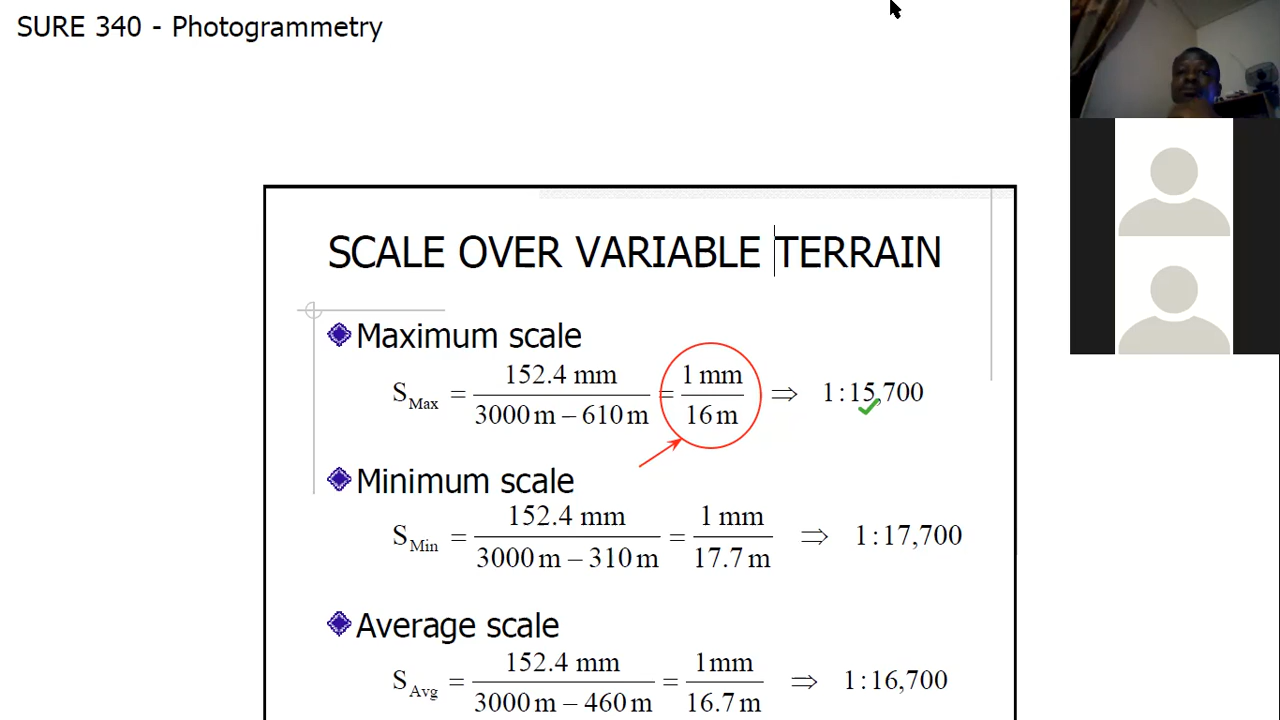 SURE 340 - Photogrammetry
SCALE OVER VARIABLE TERRAIN
Maximum scale
S_Max = 152.4 mm / 3000 m − 610 m = 1 mm / 16 m ⇒ 1:15,700
Minimum scale
S_Min = 152.4 mm / 3000 m − 310 m = 1 mm / 17.7 m ⇒ 1:17,700
Average scale
S_Avg = 152.4 mm / 3000 m − 460 m = 1mm / 16.7 m ⇒ 1:16,700